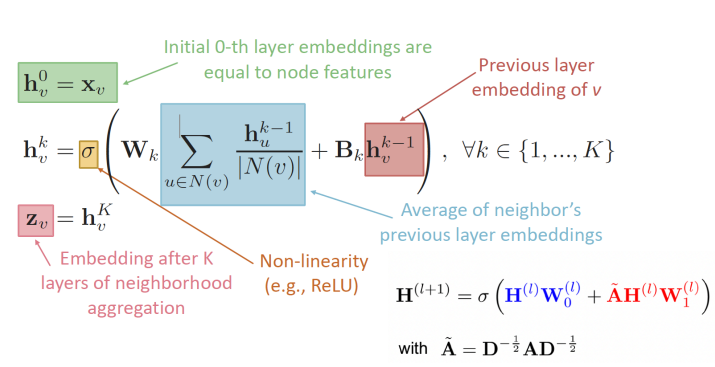 Initial 0-th layer embeddings are
equal to node features
Previous layer
embedding of v
h_v^0 = x_v
h_v^k = σ ( W_k ∑_{u∈N(v)} h_u^{k−1} / |N(v)| + B_k h_v^{k−1} ) , ∀k ∈ {1, ..., K}
z_v = h_v^K
Average of neighbor's
previous layer embeddings
Embedding after K
layers of neighborhood
aggregation
Non-linearity
(e.g., ReLU)
H^{(l+1)} = σ ( H^{(l)} W_0^{(l)} + ÃH^{(l)} W_1^{(l)} )
with Ã = D^{−1/2} A D^{−1/2}